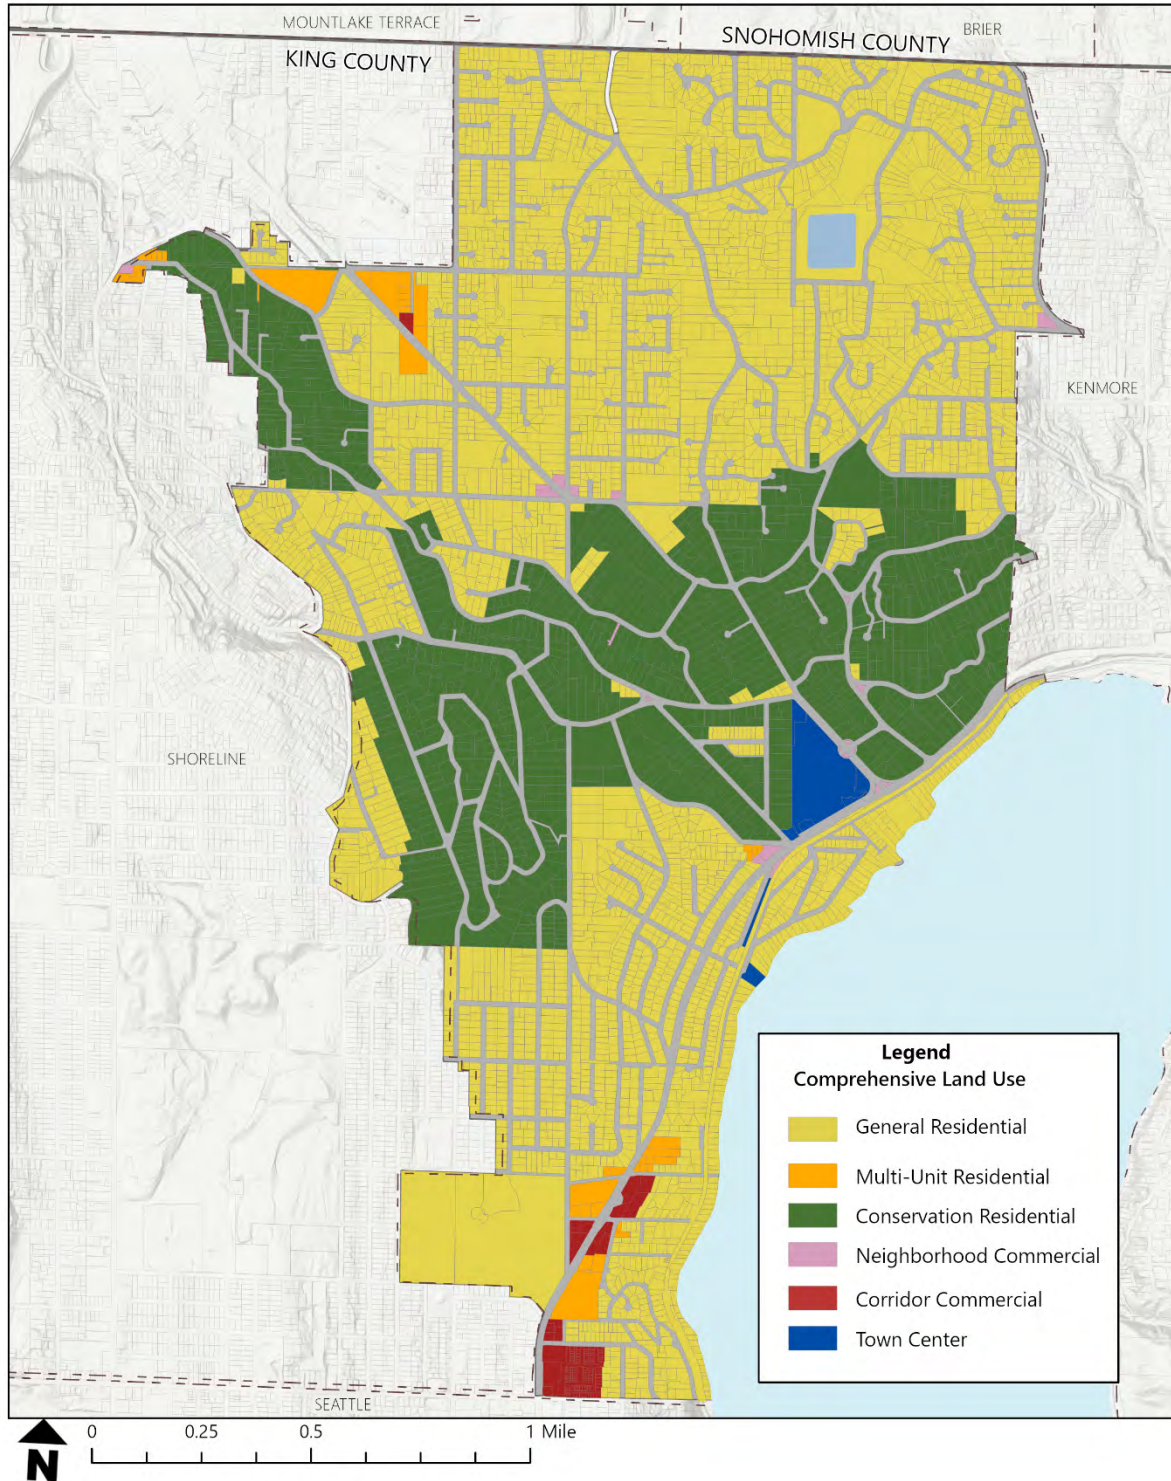 MOUNTLAKE TERRACE
BRIER
SNOHOMISH COUNTY
KING COUNTY
KENMORE
SHORELINE
Legend
Comprehensive Land Use
General Residential
Multi-Unit Residential
Conservation Residential
Neighborhood Commercial
Corridor Commercial
Town Center
SEATTLE
N
0 0.25 0.5 1 Mile